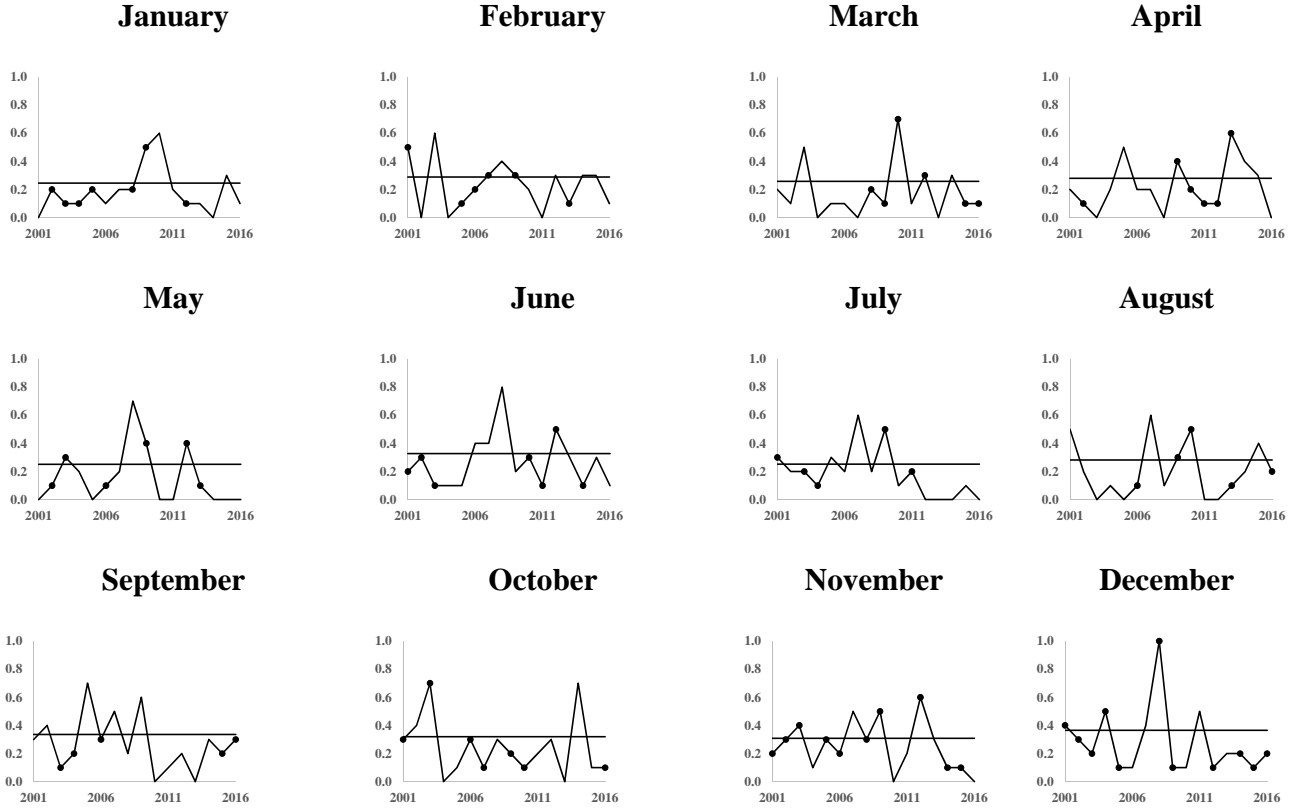 January February March April
1.0 1.0 1.0 1.0
0.8 0.8 0.8 0.8
0.6 0.6 0.6 0.6
0.4 0.4 0.4 0.4
0.2 0.2 0.2 0.2
0.0 0.0 0.0 0.0
2001 2006 2011 2016 2001 2006 2011 2016 2001 2006 2011 2016 2001 2006 2011 2016
May June July August
1.0 1.0 1.0 1.0
0.8 0.8 0.8 0.8
0.6 0.6 0.6 0.6
0.4 0.4 0.4 0.4
0.2 0.2 0.2 0.2
0.0 0.0 0.0 0.0
2001 2006 2011 2016 2001 2006 2011 2016 2001 2006 2011 2016 2001 2006 2011 2016
September October November December
1.0 1.0 1.0 1.0
0.8 0.8 0.8 0.8
0.6 0.6 0.6 0.6
0.4 0.4 0.4 0.4
0.2 0.2 0.2 0.2
0.0 0.0 0.0 0.0
2001 2006 2011 2016 2001 2006 2011 2016 2001 2006 2011 2016 2001 2006 2011 2016